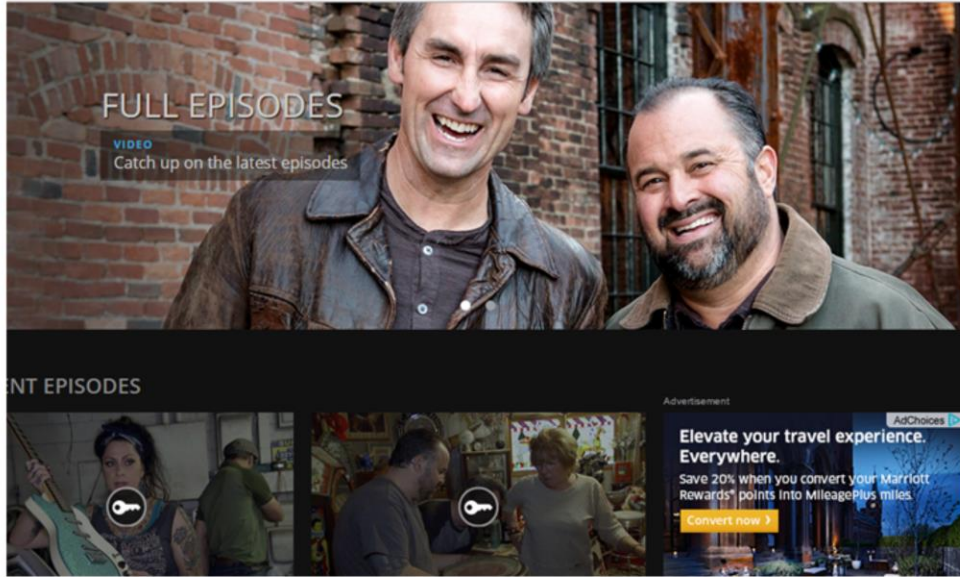 FULL EPISODES
VIDEO
Catch up on the latest episodes
ENT EPISODES
Advertisement
AdChoices
Elevate your travel experience.
Everywhere.
Save 20% when you convert your Marriott
Rewards® points into MileagePlus miles.
Convert now ❯